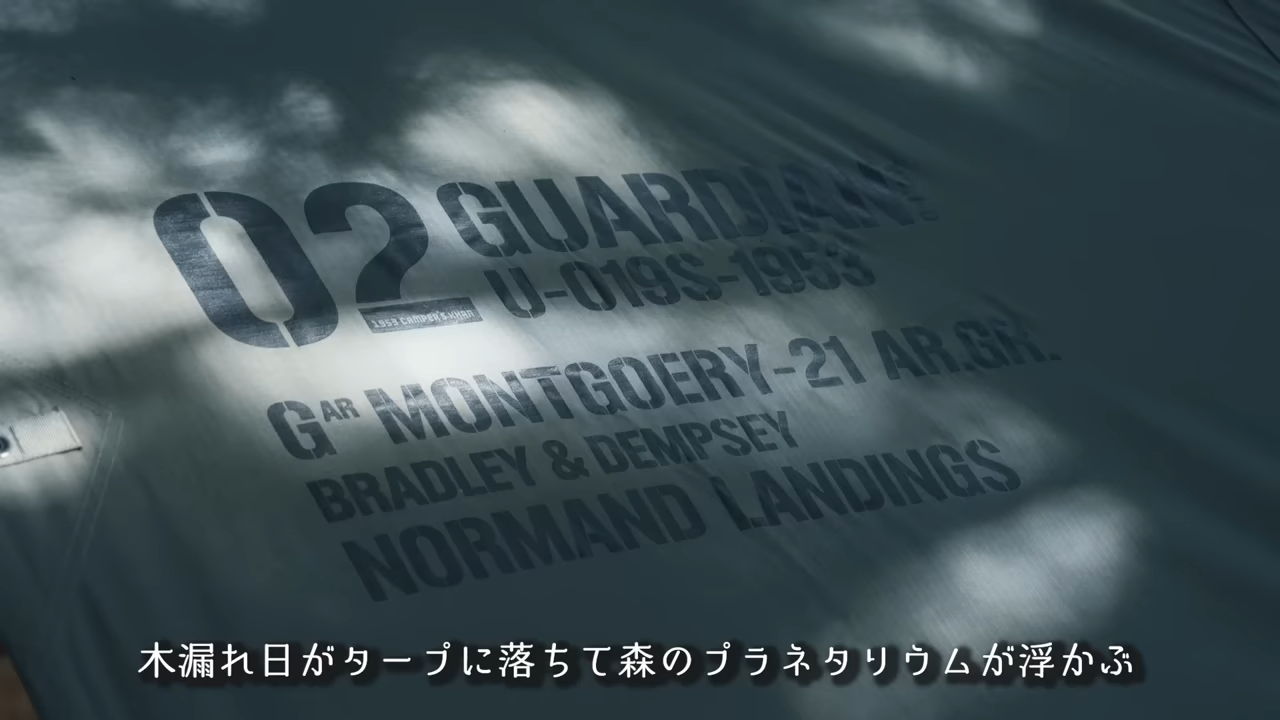 02 GUARDIAN
U-019S-1953
1953 CAMPER'S KHAN
GAR MONTGOERY-21 AR.GR.
BRADLEY & DEMPSEY
NORMAND LANDINGS
木漏れ日がタープに落ちて森のプラネタリウムが浮かぶ